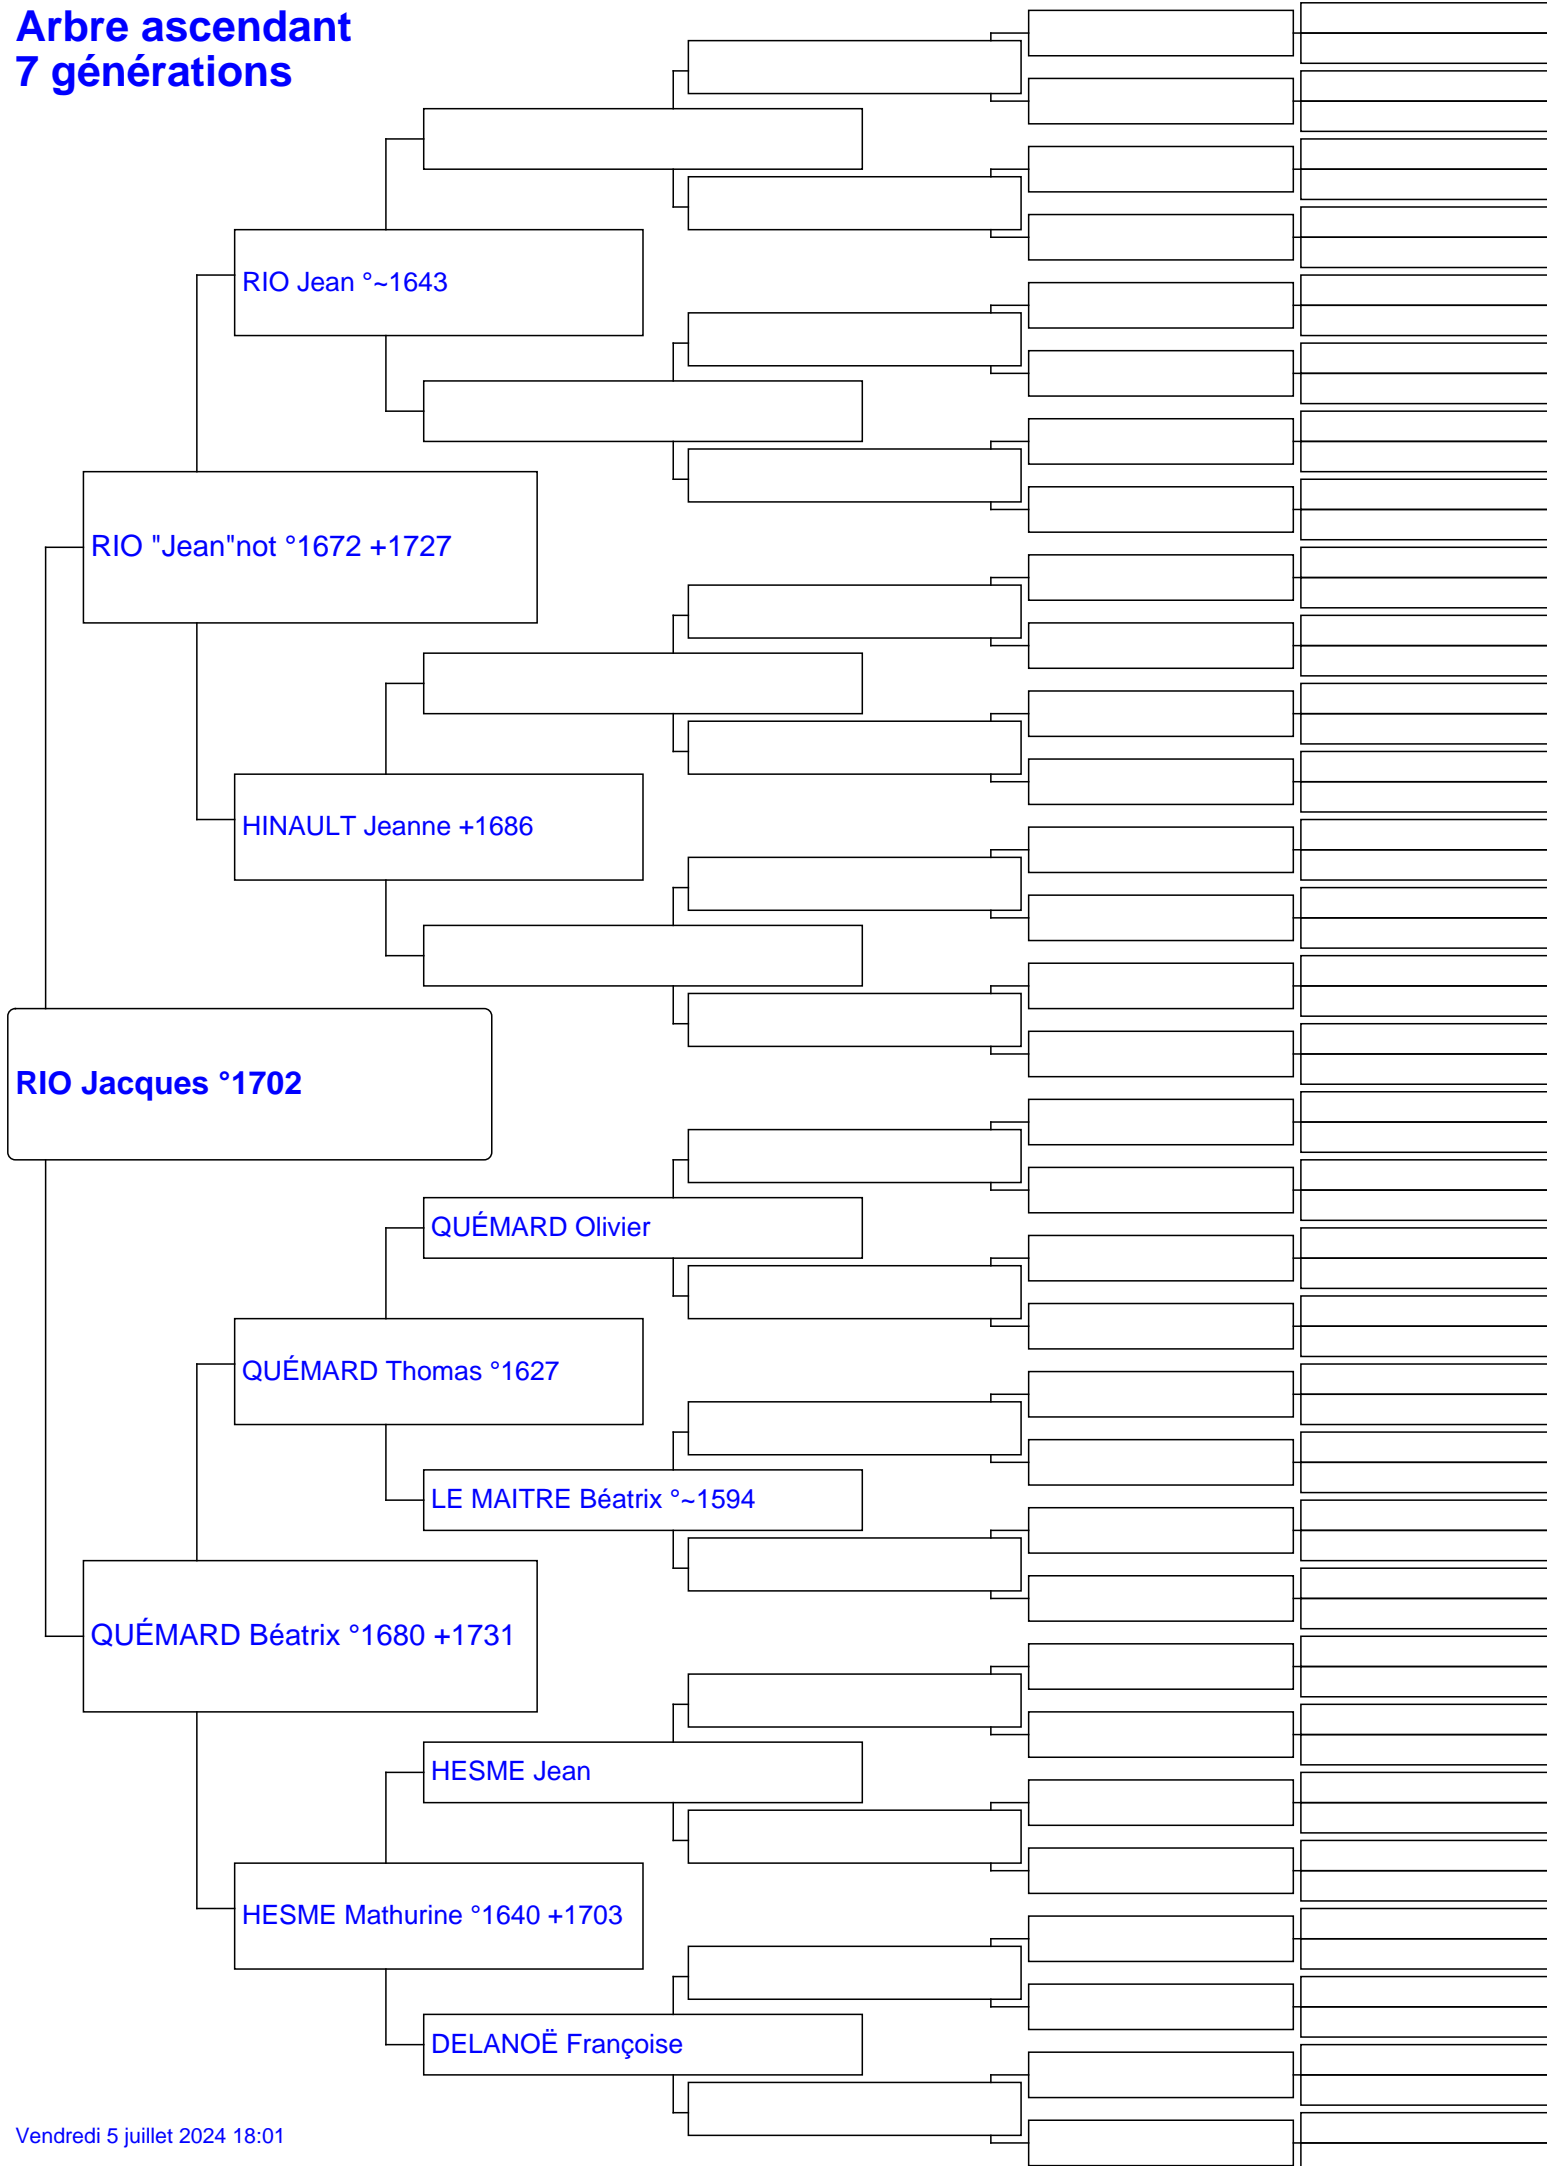 Arbre ascendant
7 générations
RIO Jean °~1643
RIO "Jean"not °1672 +1727
HINAULT Jeanne +1686
RIO Jacques °1702
QUÉMARD Olivier
QUÉMARD Thomas °1627
LE MAITRE Béatrix °~1594
QUÉMARD Béatrix °1680 +1731
HESME Jean
HESME Mathurine °1640 +1703
DELANOË Françoise
Vendredi 5 juillet 2024 18:01